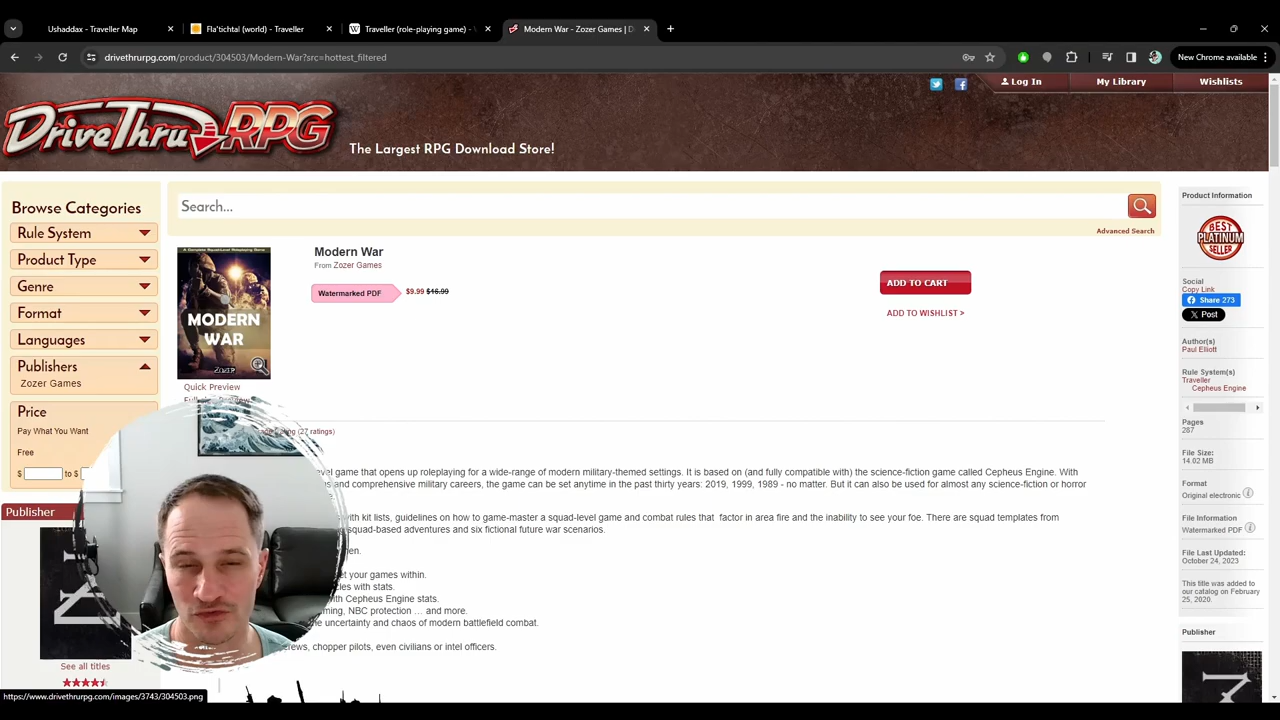 Ushaddax - Traveller Map
Fla'tichtal (world) - Traveller
Traveller (role-playing game) -
Modern War - Zozer Games | D
drivethrurpg.com/product/304503/Modern-War?src=hottest_filtered
New Chrome available
Log In
My Library
Wishlists
DriveThruRPG
The Largest RPG Download Store!
Browse Categories
Rule System
Product Type
Genre
Format
Languages
Publishers
Zozer Games
Price
Pay What You Want
Free
$ to $
Publisher
See all titles
https://www.drivethrurpg.com/images/3743/304503.png
Search...
Advanced Search
A Complete Squad-Level Roleplaying Game
MODERN
WAR
ZOZER
Quick Preview
Modern War
From Zozer Games
Watermarked PDF
$9.99 $16.99
ADD TO CART
ADD TO WISHLIST >
(27 ratings)
level game that opens up roleplaying for a wide-range of modern military-themed settings. It is based on (and fully compatible with) the science-fiction game called Cepheus Engine. With
and comprehensive military careers, the game can be set anytime in the past thirty years: 2019, 1999, 1989 - no matter. But it can also be used for almost any science-fiction or horror
with kit lists, guidelines on how to game-master a squad-level game and combat rules that factor in area fire and the inability to see your foe. There are squad templates from
squad-based adventures and six fictional future war scenarios.
set your games within.
with stats.
with Cepheus Engine stats.
NBC protection ... and more.
the uncertainty and chaos of modern battlefield combat.
crews, chopper pilots, even civilians or intel officers.
Product Information
BEST
PLATINUM
SELLER
Social
Copy Link
Share 273
Post
Author(s)
Paul Elliott
Rule System(s)
Traveller
Cepheus Engine
Pages
287
File Size:
14.02 MB
Format
Original electronic
File Information
Watermarked PDF
File Last Updated:
October 24, 2023
This title was added to
our catalog on February
25, 2020.
Publisher